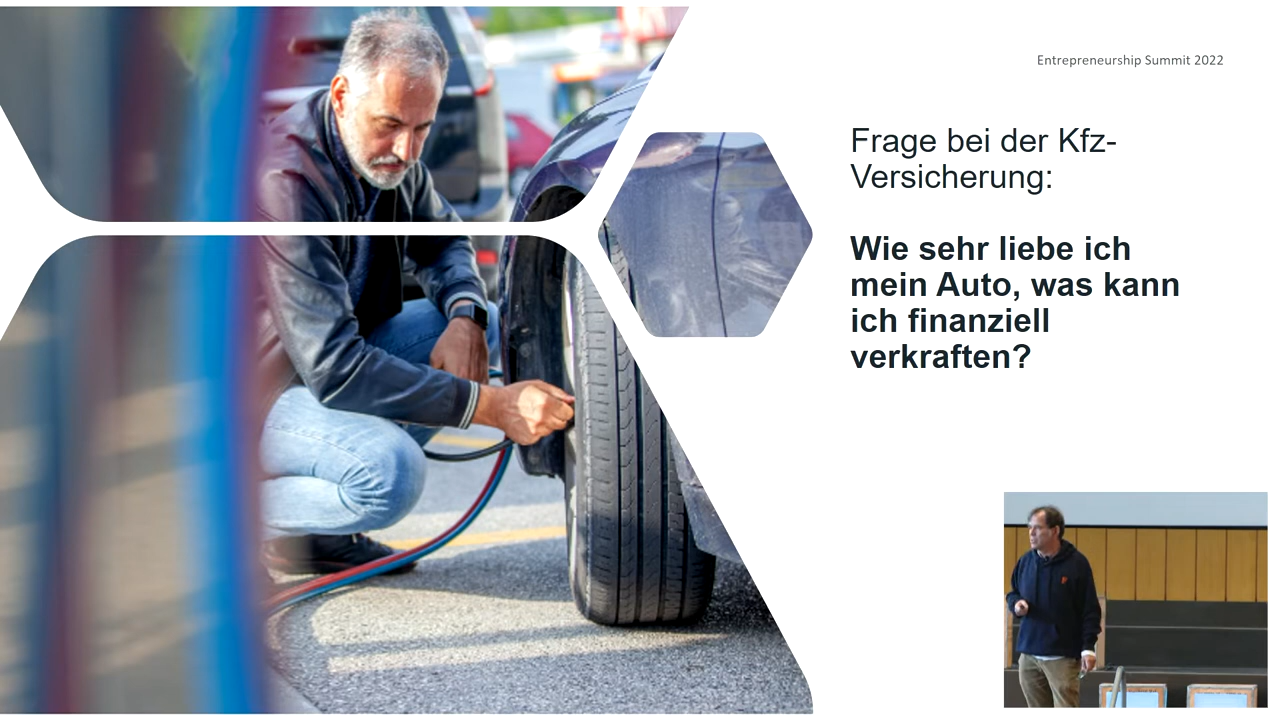 Entrepreneurship Summit 2022
Frage bei der Kfz-
Versicherung:
Wie sehr liebe ich
mein Auto, was kann
ich finanziell
verkraften?